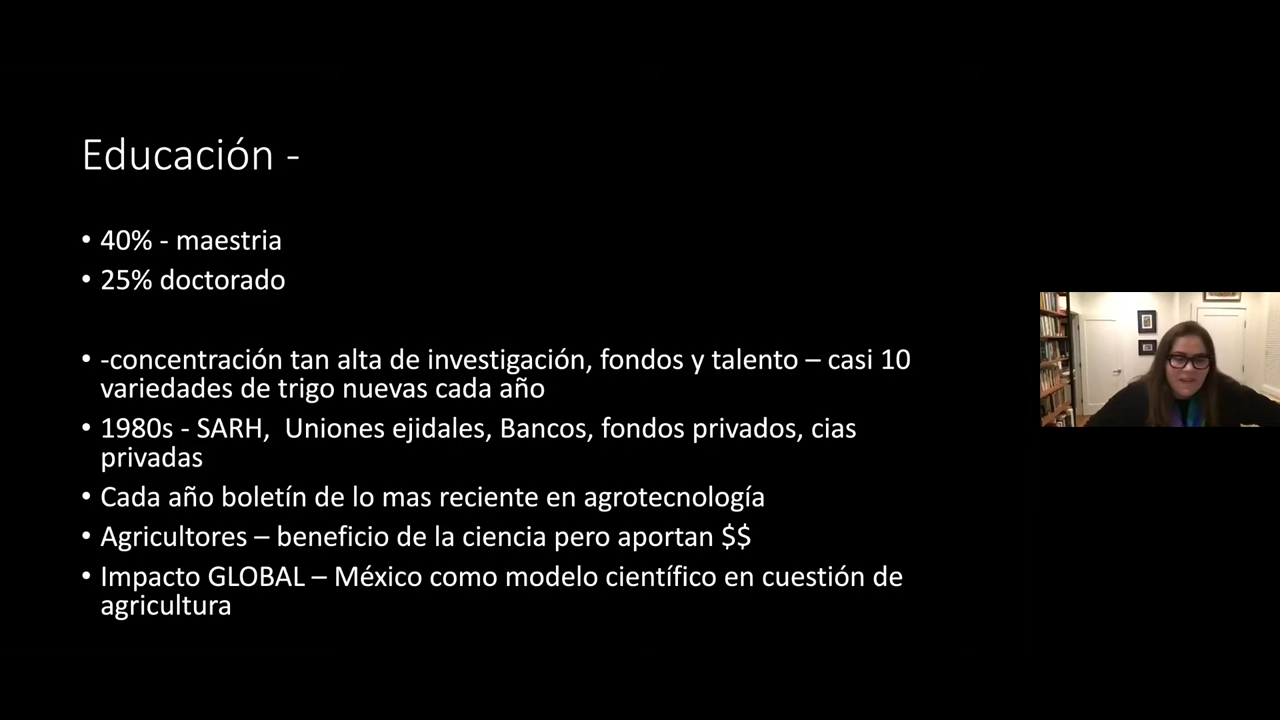 Educación -
• 40% - maestria
• 25% doctorado
• -concentración tan alta de investigación, fondos y talento – casi 10
variedades de trigo nuevas cada año
• 1980s - SARH,  Uniones ejidales, Bancos, fondos privados, cias
privadas
• Cada año boletín de lo mas reciente en agrotecnología
• Agricultores – beneficio de la ciencia pero aportan $$
• Impacto GLOBAL – México como modelo científico en cuestión de
agricultura